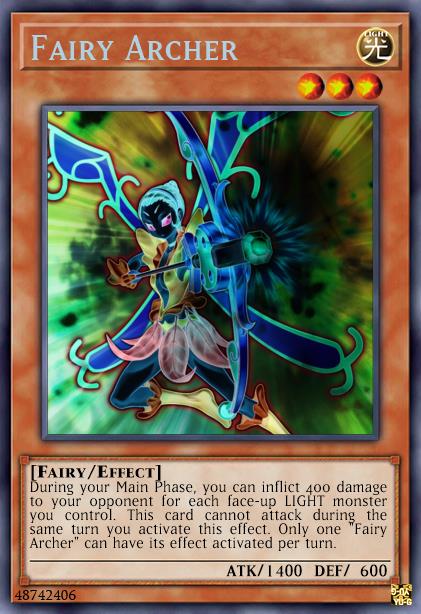 Fairy Archer
LIGHT
光
[Fairy/Effect]
During your Main Phase, you can inflict 400 damage
to your opponent for each face-up LIGHT monster
you control. This card cannot attack during the
same turn you activate this effect. Only one "Fairy
Archer" can have its effect activated per turn.
ATK/1400 DEF/ 600
48742406